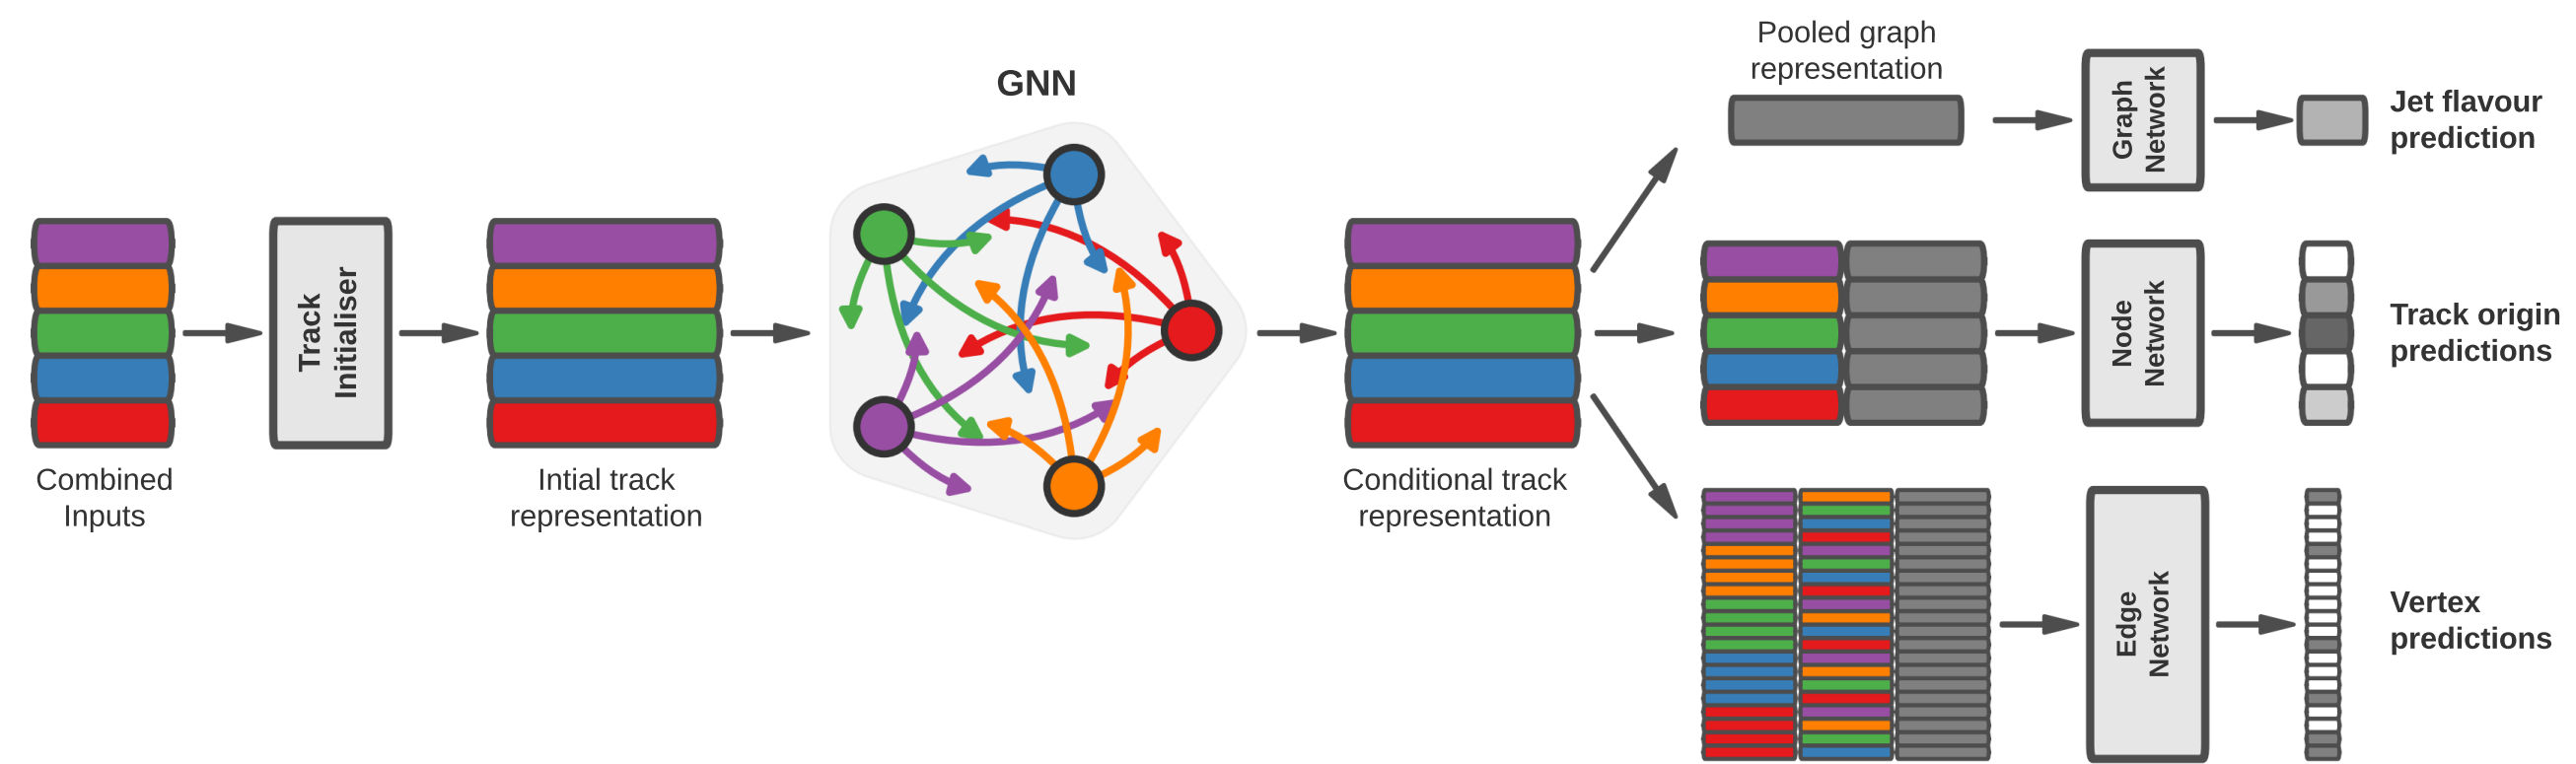 Combined
Inputs
Track
Initialiser
Intial track
representation
GNN
Conditional track
representation
Pooled graph
representation
Graph
Network
Jet flavour
prediction
Node
Network
Track origin
predictions
Edge
Network
Vertex
predictions